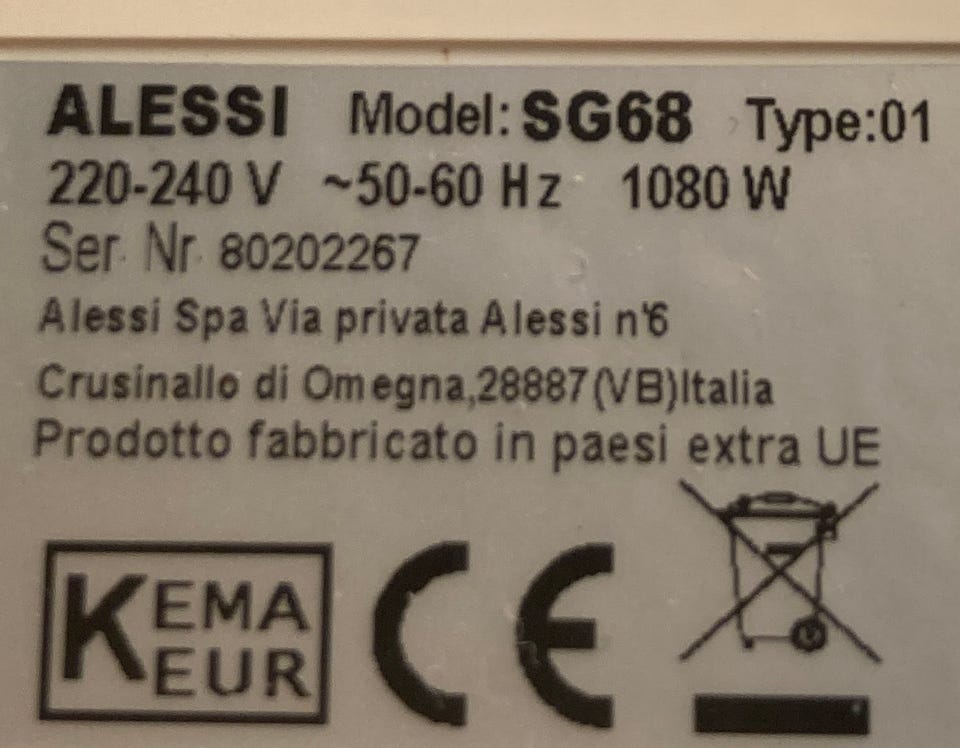 ALESSI Model: SG68 Type:01
220-240 V ~50-60 Hz 1080 W
Ser. Nr. 80202267
Alessi Spa Via privata Alessi n°6
Crusinallo di Omegna,28887(VB)Italia
Prodotto fabbricato in paesi extra UE
KEMA
KEUR
CE